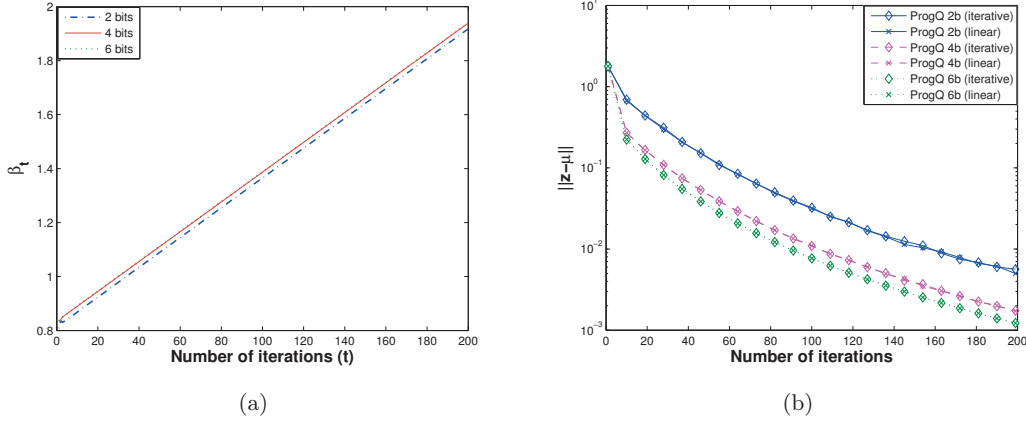 2 bits
4 bits
6 bits
2
1.8
1.6
1.4
1.2
1
0.8
β_t
0 20 40 60 80 100 120 140 160 180 200
Number of iterations (t)
(a)
ProgQ 2b (iterative)
ProgQ 2b (linear)
ProgQ 4b (iterative)
ProgQ 4b (linear)
ProgQ 6b (iterative)
ProgQ 6b (linear)
10^1
10^0
10^−1
10^−2
10^−3
||z−μ||
0 20 40 60 80 100 120 140 160 180 200
Number of iterations
(b)